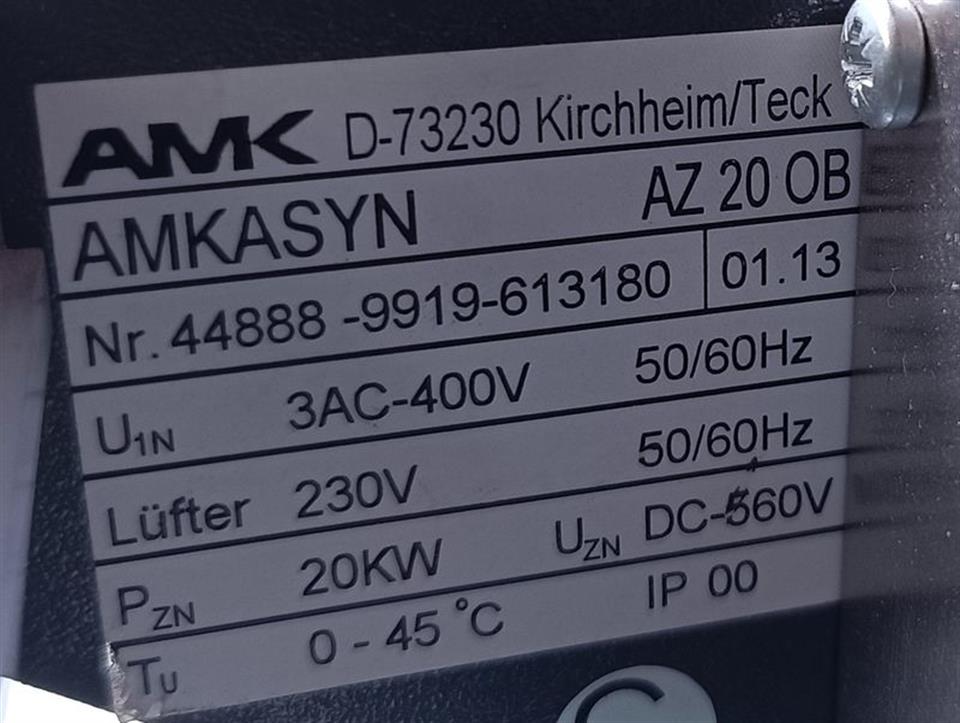 AMK D-73230 Kirchheim/Teck
AMKASYN AZ 20 OB
Nr. 44888 -9919-613180 01.13
U1N 3AC-400V 50/60Hz
Lüfter 230V 50/60Hz
PZN 20KW UZN DC-560V
TU 0 - 45 °C IP 00